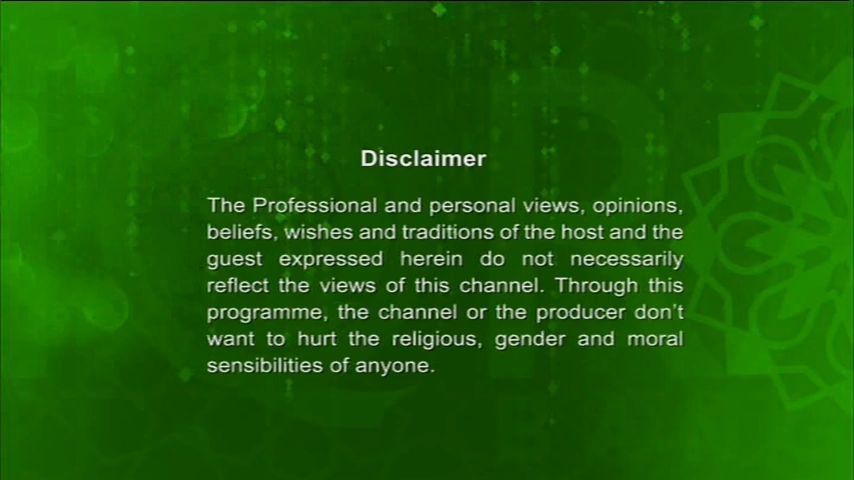 Disclaimer
The Professional and personal views, opinions,
beliefs, wishes and traditions of the host and the
guest expressed herein do not necessarily
reflect the views of this channel. Through this
programme, the channel or the producer don't
want to hurt the religious, gender and moral
sensibilities of anyone.